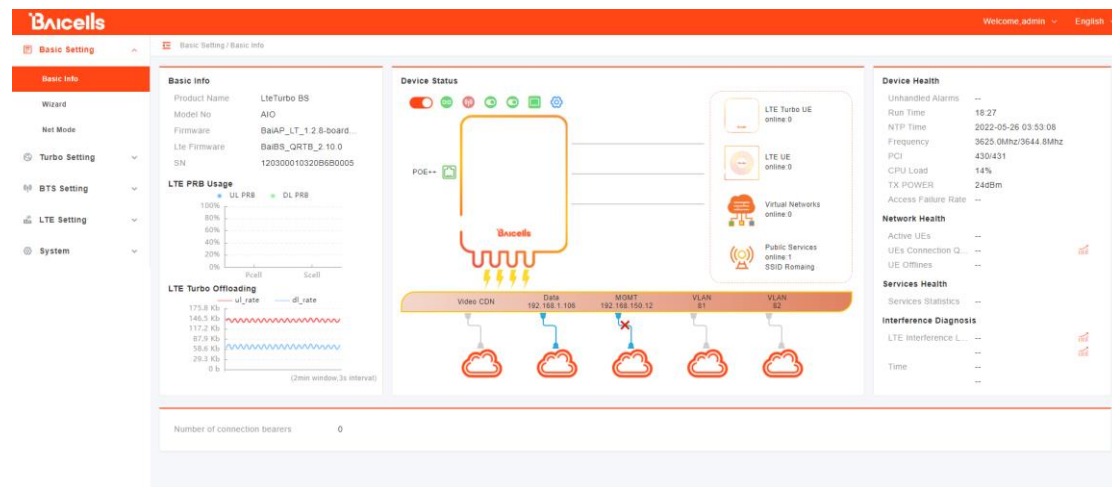 BAicells
Welcome,admin
English
Basic Setting
Basic Info
Wizard
Net Mode
Turbo Setting
BTS Setting
LTE Setting
System
Basic Setting / Basic Info
Basic Info
Product Name LteTurbo BS
Model No AIO
Firmware BaiAP_LT_1.2.8-board...
Lte Firmware BaiBS_QRTB_2.10.0
SN 120300010320B6B0005
LTE PRB Usage
UL PRB DL PRB
100%
80%
60%
40%
20%
0%
Pcell Scell
LTE Turbo Offloading
ul_rate dl_rate
175.8 Kb
146.5 Kb
117.2 Kb
87.9 Kb
58.6 Kb
29.3 Kb
0 b
(2min window,3s interval)
Device Status
POE++
BAicells
LTE Turbo UE
online:0
LTE UE
online:0
Virtual Networks
online:0
Public Services
online:1
SSID Romaing
Video CDN
Data
192.168.1.106
MGMT
192.168.150.12
VLAN
S1
VLAN
S2
Device Health
Unhandled Alarms --
Run Time 18:27
NTP Time 2022-05-26 03:53:08
Frequency 3625.0Mhz/3644.8Mhz
PCI 430/431
CPU Load 14%
TX POWER 24dBm
Access Failure Rate --
Network Health
Active UEs --
UEs Connection Q... --
UE Offlines --
Services Health
Services Statistics --
Interference Diagnosis
LTE Interference L... --
--
Time --
--
Number of connection bearers 0